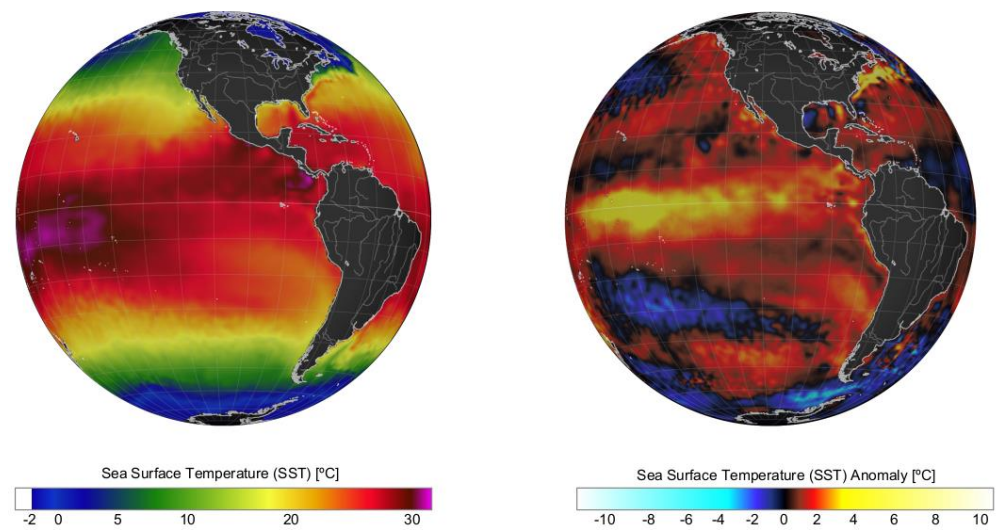 Sea Surface Temperature (SST) [ºC]
-2 0 5 10 20 30
Sea Surface Temperature (SST) Anomaly [ºC]
-10 -8 -6 -4 -2 0 2 4 6 8 10